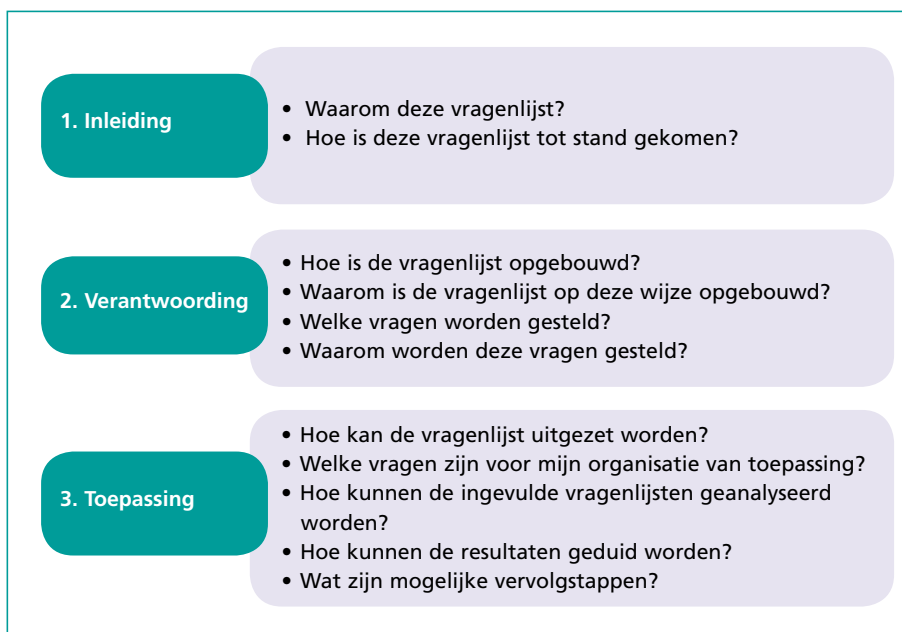 1. Inleiding
• Waarom deze vragenlijst?
• Hoe is deze vragenlijst tot stand gekomen?
2. Verantwoording
• Hoe is de vragenlijst opgebouwd?
• Waarom is de vragenlijst op deze wijze opgebouwd?
• Welke vragen worden gesteld?
• Waarom worden deze vragen gesteld?
3. Toepassing
• Hoe kan de vragenlijst uitgezet worden?
• Welke vragen zijn voor mijn organisatie van toepassing?
• Hoe kunnen de ingevulde vragenlijsten geanalyseerd
worden?
• Hoe kunnen de resultaten geduid worden?
• Wat zijn mogelijke vervolgstappen?